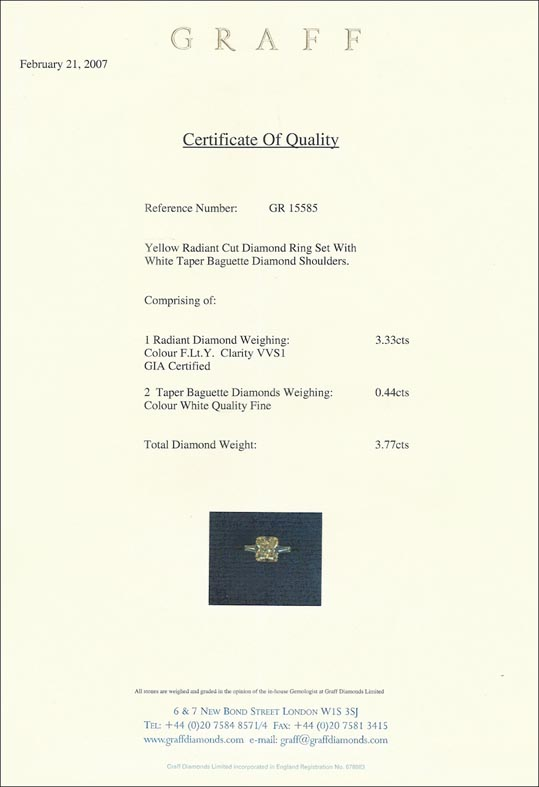 GRAFF
February 21, 2007
Certificate Of Quality
Reference Number: GR 15585
Yellow Radiant Cut Diamond Ring Set With
White Taper Baguette Diamond Shoulders.
Comprising of:
1 Radiant Diamond Weighing: 3.33cts
Colour F.Lt.Y. Clarity VVS1
GIA Certified
2 Taper Baguette Diamonds Weighing: 0.44cts
Colour White Quality Fine
Total Diamond Weight: 3.77cts
All stones are weighed and graded in the opinion of the in-house Gemologist at Graff Diamonds Limited
6 & 7 New Bond Street London W1S 3SJ
Tel: +44 (0)20 7584 8571/4 Fax: +44 (0)20 7581 3415
www.graffdiamonds.com e-mail: graff@graffdiamonds.com
Graff Diamonds Limited incorporated in England Registration No.